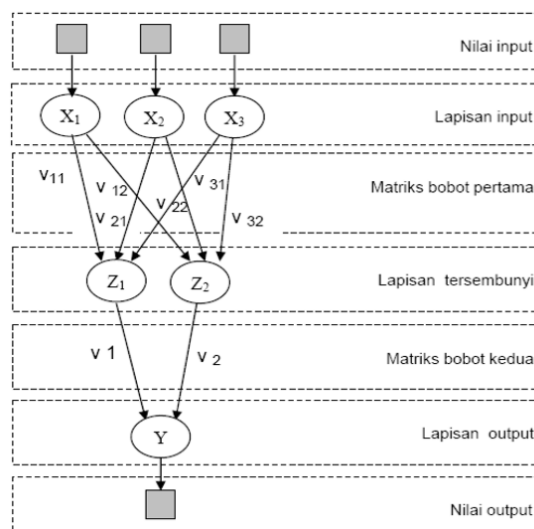 Nilai input
X1 X2 X3
Lapisan input
v11 v 12 v 31
v 21 v 22 v 32
Matriks bobot pertama
Z1 Z2
Lapisan tersembunyi
v 1 v 2
Matriks bobot kedua
Y
Lapisan output
Nilai output